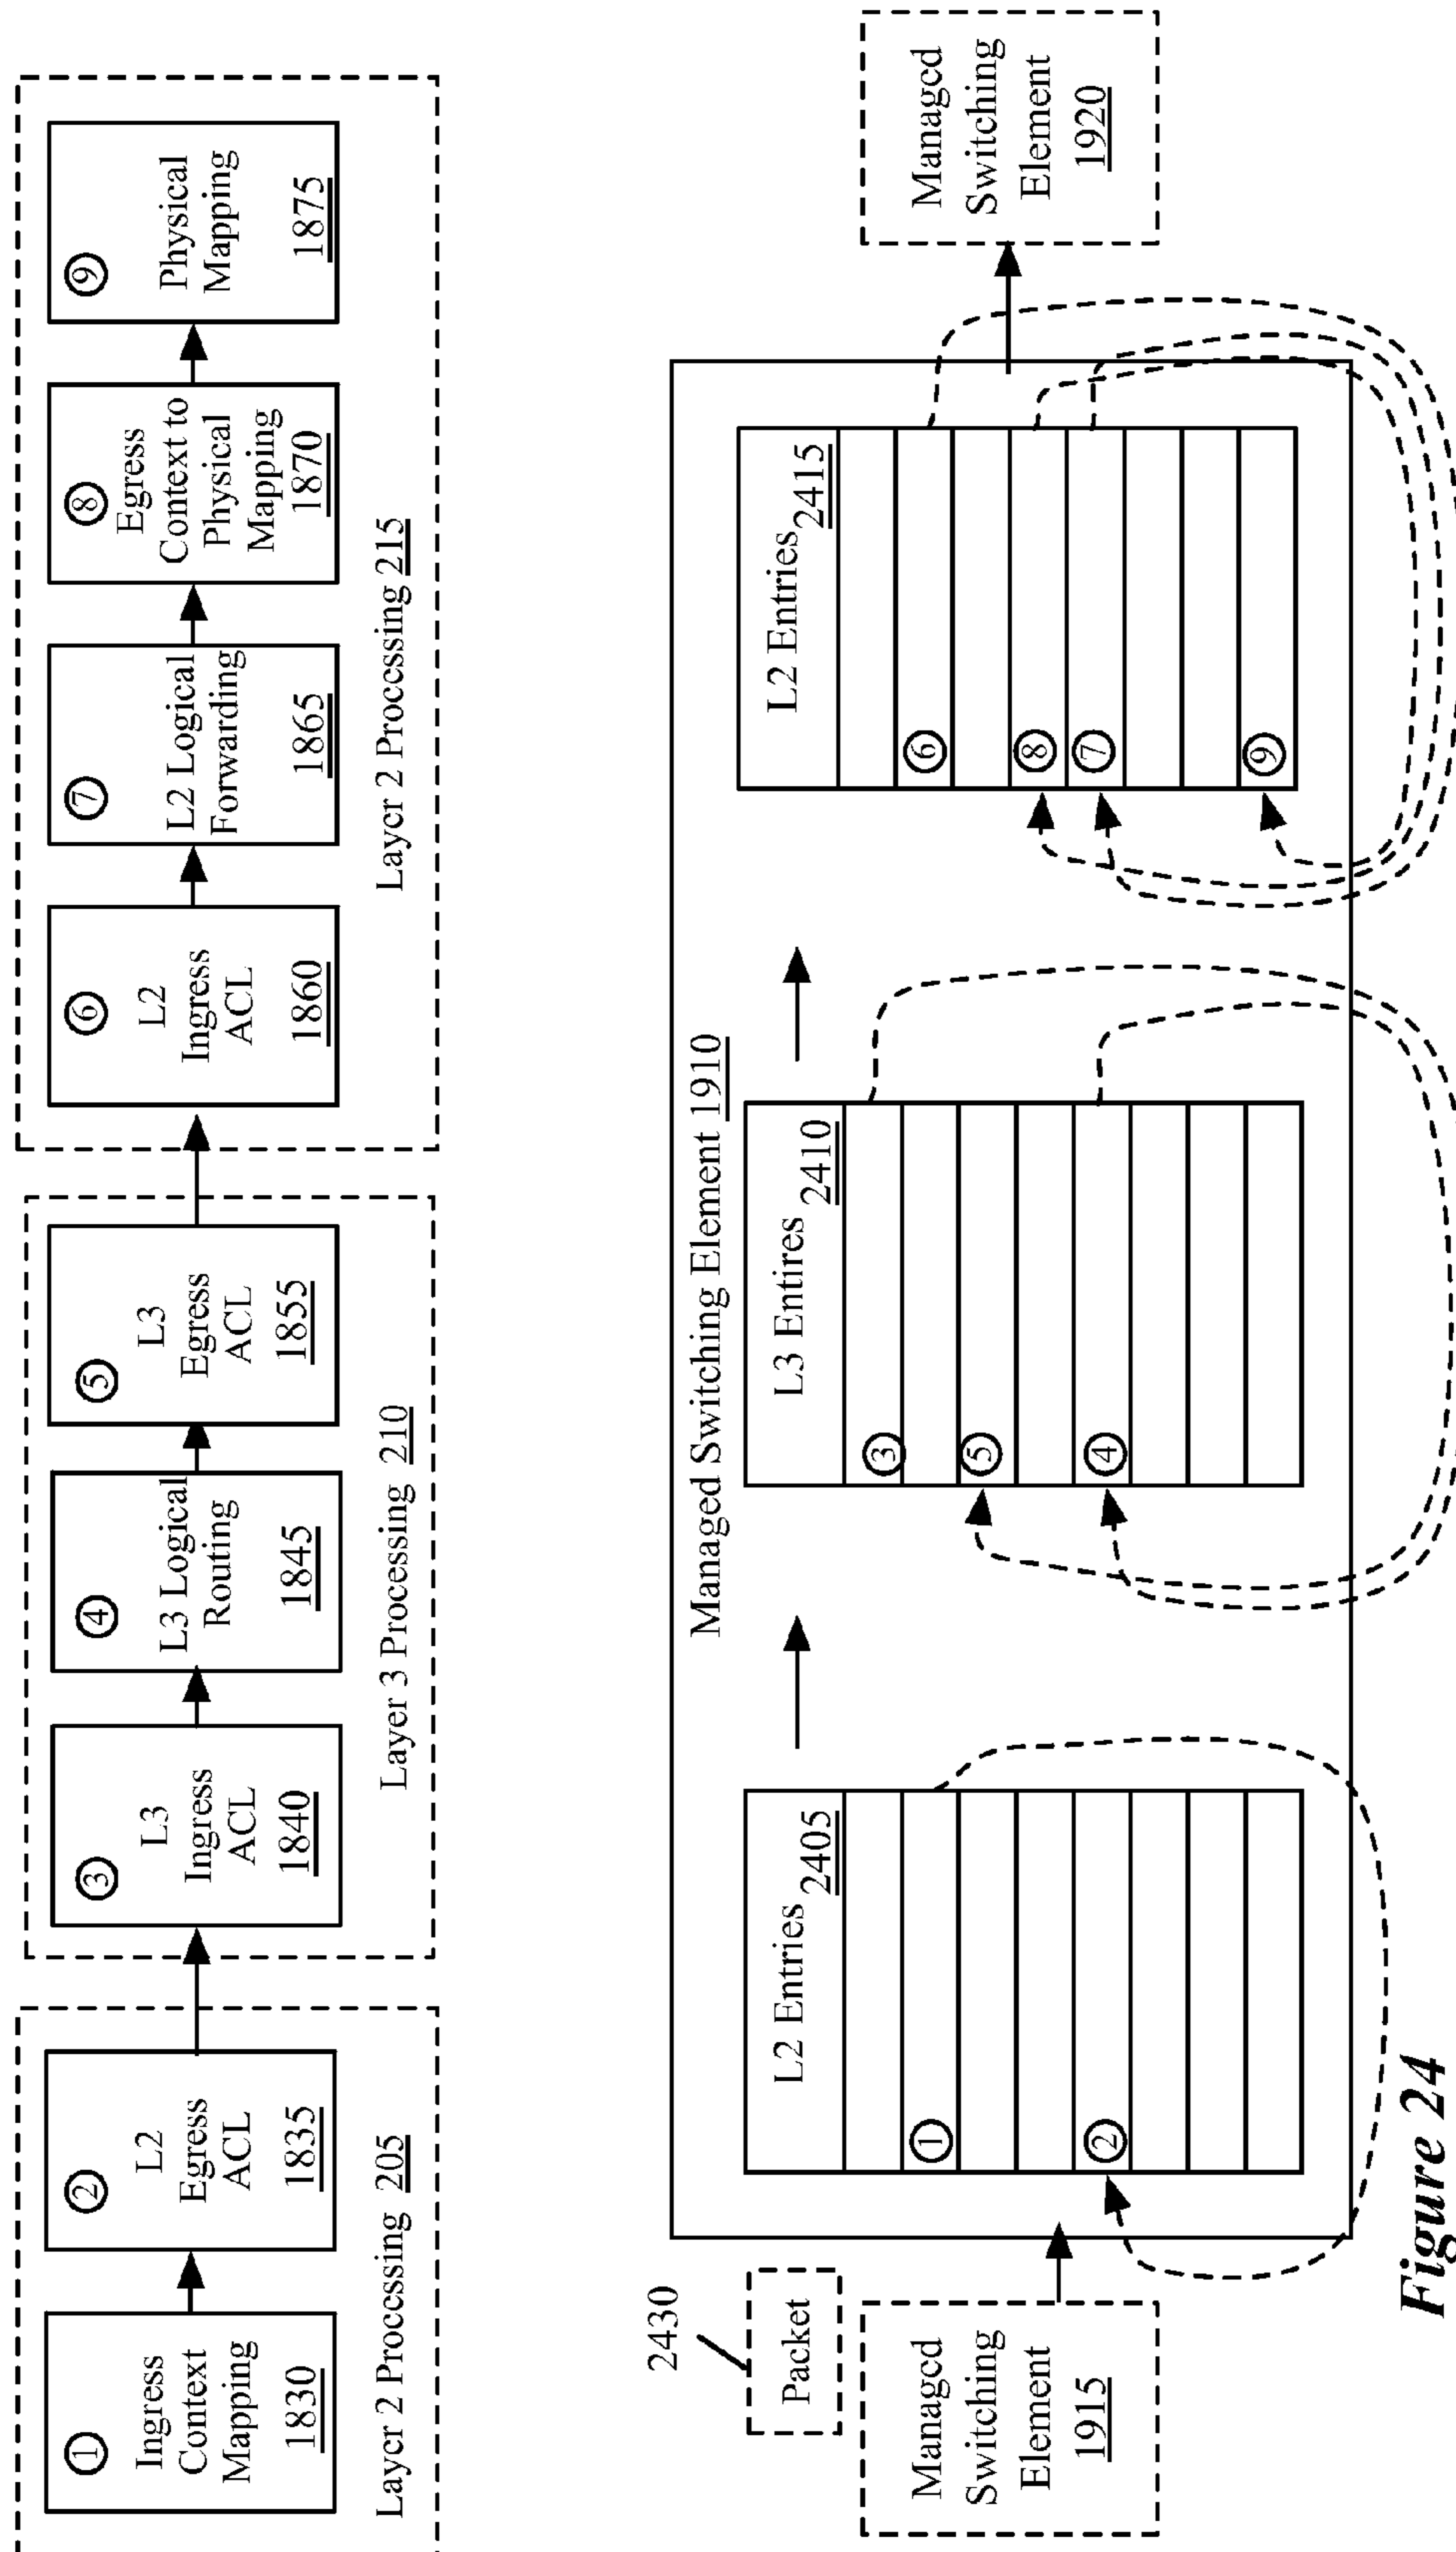 ①
Ingress
Context
Mapping
1830
②
L2
Egress
ACL
1835
Layer 2 Processing 205
③
L3
Ingress
ACL
1840
④
L3 Logical
Routing
1845
⑤
L3
Egress
ACL
1855
Layer 3 Processing 210
⑥
L2
Ingress
ACL
1860
⑦
L2 Logical
Forwarding
1865
⑧
Egress
Context to
Physical
Mapping
1870
⑨
Physical
Mapping
1875
Layer 2 Processing 215
2430
Packet
Managed
Switching
Element
1915
Managed Switching Element 1910
L2 Entries 2405
①
②
L3 Entires 2410
③
⑤
④
L2 Entries 2415
⑥
⑧
⑦
⑨
Managed
Switching
Element
1920
Figure 24